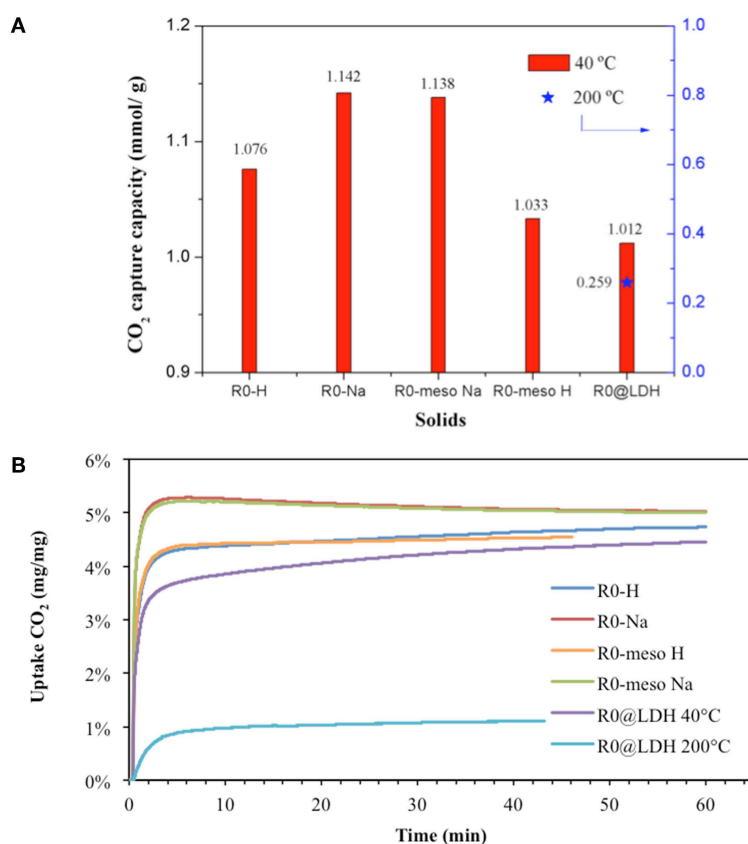 A
CO2 capture capacity (mmol/ g)
1.2
1.1
1.0
0.9
1.076
1.142
1.138
1.033
1.012
0.259
40 ºC
200 ºC
1.0
0.8
0.6
0.4
0.2
0.0
R0-H R0-Na R0-meso Na R0-meso H R0@LDH
Solids
B
Uptake CO2 (mg/mg)
6%
5%
4%
3%
2%
1%
0%
R0-H
R0-Na
R0-meso H
R0-meso Na
R0@LDH 40°C
R0@LDH 200°C
0 10 20 30 40 50 60
Time (min)